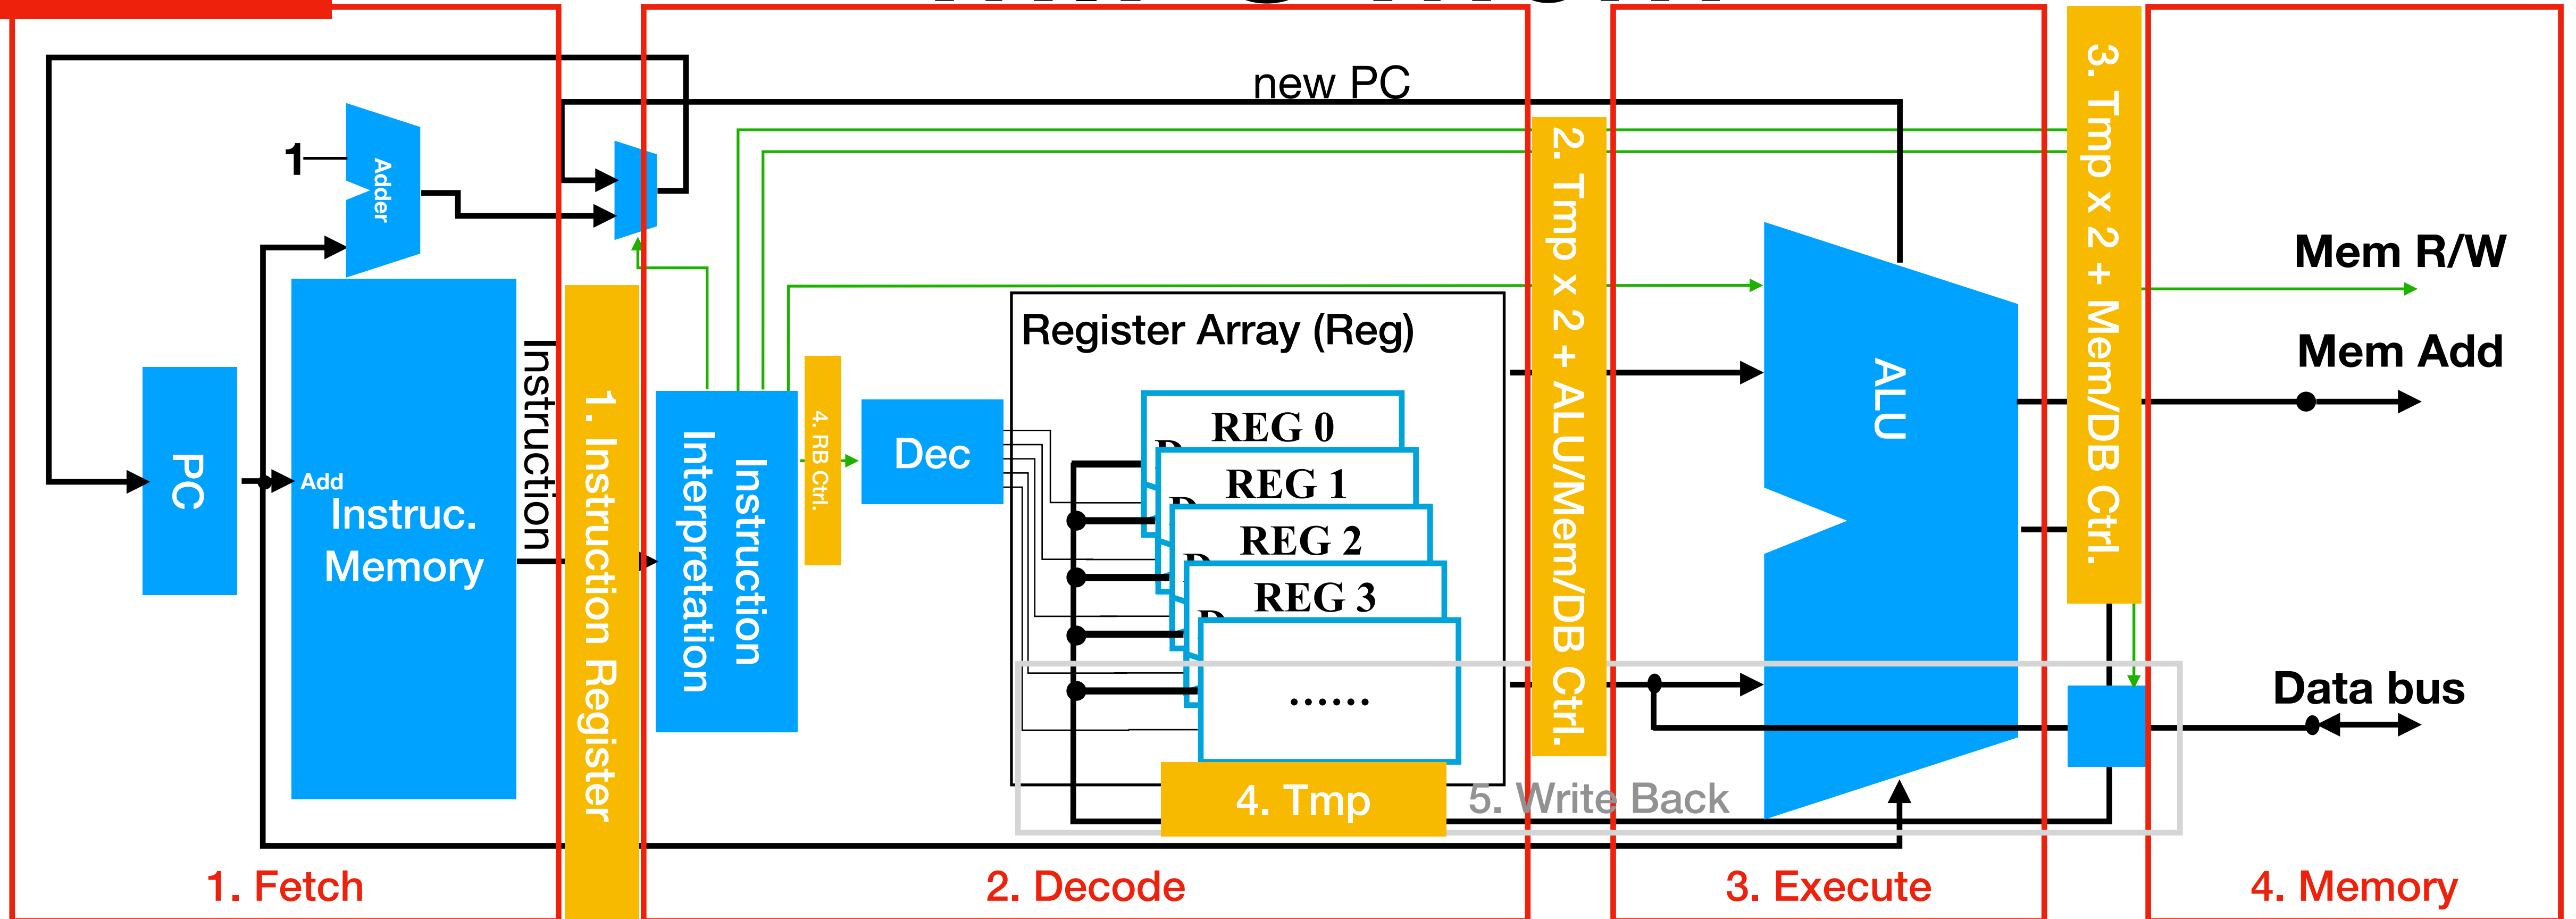 new PC
1
Adder
3. Tmp x 2 + Mem/DB Ctrl.
2. Tmp x 2 + ALU/Mem/DB Ctrl.
Mem R/W
Register Array (Reg)
Mem Add
Instruction
ALU
1. Instruction Register
4. RB Ctrl.
REG 0
PC
Add
Instruc.
Memory
Instruction
Interpretation
Dec
REG 1
REG 2
REG 3
......
Data bus
4. Tmp
5. Write Back
1. Fetch
2. Decode
3. Execute
4. Memory